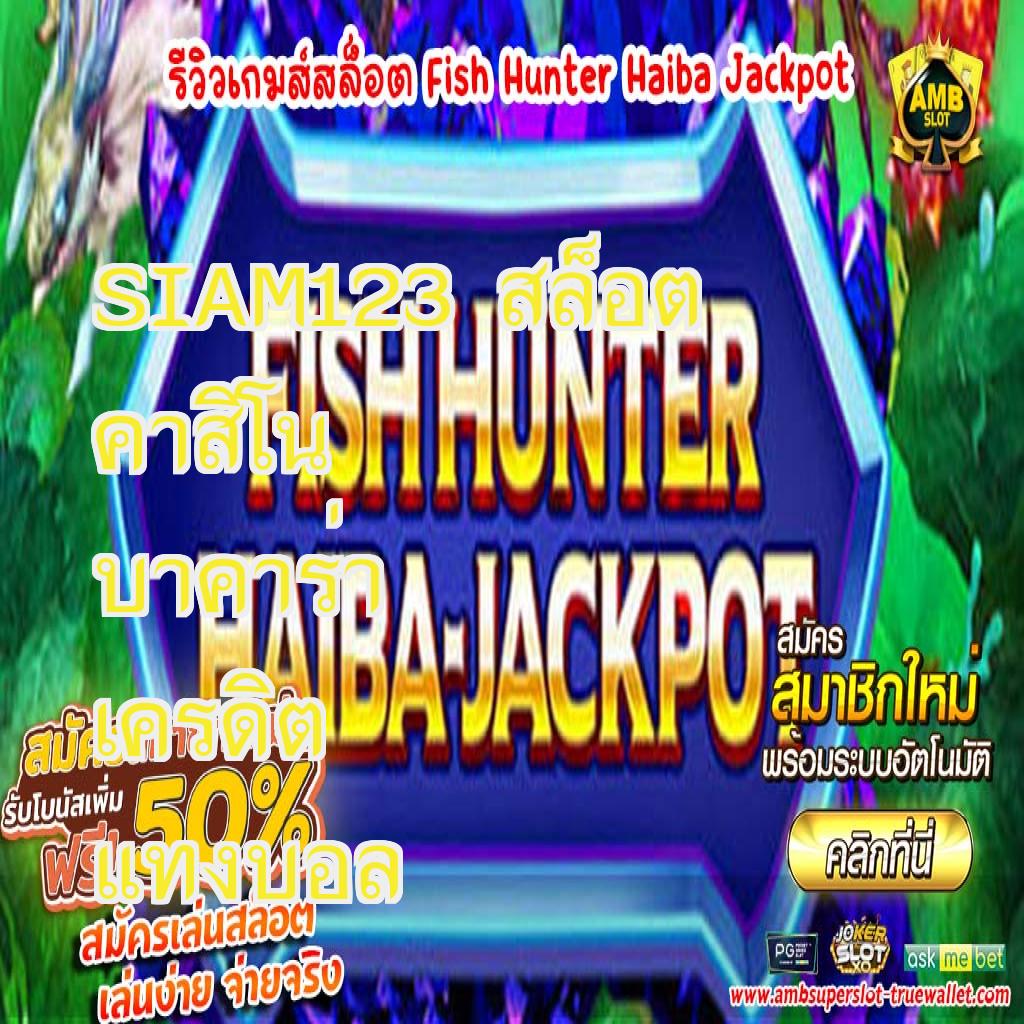 รีวิวเกมส์สล็อต Fish Hunter Haiba Jackpot
AMB
SLOT
SIAM123 สล็อต
FISH HUNTER
คาสิโน
บาคาร่า
HAIBA-JACKPOT
สมัคร
สมาชิกใหม่
พร้อมระบบอัตโนมัติ
คลิกที่นี่
เครดิต
รับโบนัสเพิ่ม
50%
ฟรี
แทงบอล
สมัครเล่นสล็อต
เล่นง่าย จ่ายจริง
PG
JOKER
SLOT
XO
ask me bet
www.ambsuperslot-truewallet.com